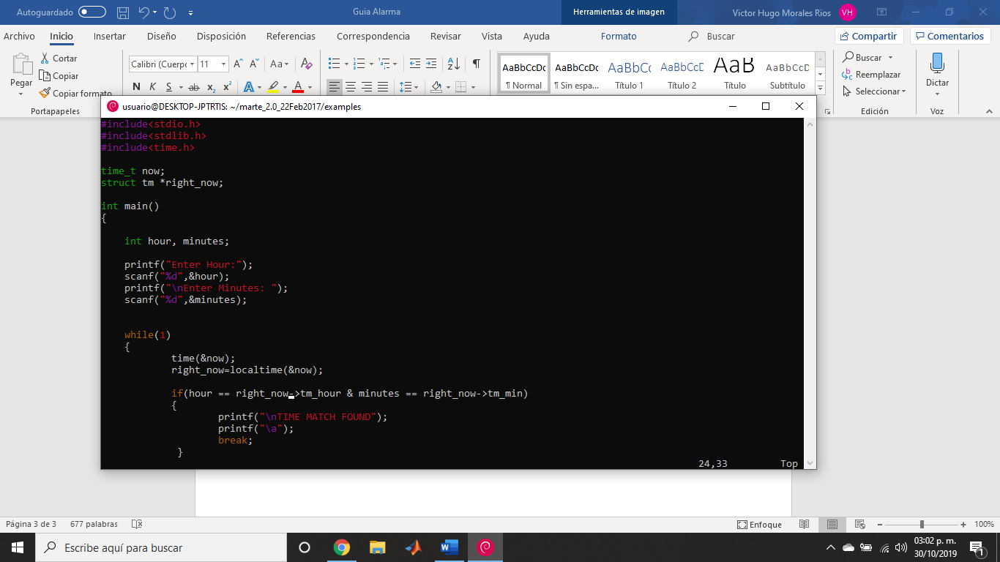 Autoguardado
Guia Alarma
Herramientas de imagen
Victor Hugo Morales Rios
VH
Archivo Inicio Insertar Diseño Disposición Referencias Correspondencia Revisar Vista Ayuda Formato Buscar Compartir Comentarios
Pegar
Cortar
Copiar
Copiar formato
Portapapeles
Calibri (Cuerpo 11 Aa
N K S ab x₂ x² A A
AaBbCcDc AaBbCcDc AaBbCc AaBbCcD AaB AaBbCcD
¶ Normal ¶ Sin espa... Título 1 Título 2 Título Subtítulo
Buscar
Reemplazar
Seleccionar
Edición
Dictar
Voz
usuario@DESKTOP-JPTRTIS: ~/marte_2.0_22Feb2017/examples
#include<stdio.h>
#include<stdlib.h>
#include<time.h>
time_t now;
struct tm *right_now;
int main()
{
int hour, minutes;
printf("Enter Hour:");
scanf("%d",&hour);
printf("\nEnter Minutes: ");
scanf("%d",&minutes);
while(1)
{
time(&now);
right_now=localtime(&now);
if(hour == right_now->tm_hour & minutes == right_now->tm_min)
{
printf("\nTIME MATCH FOUND");
printf("\a");
break;
}
24,33 Top
Página 3 de 3 677 palabras Enfoque 100%
Escribe aquí para buscar
03:02 p. m.
30/10/2019
1